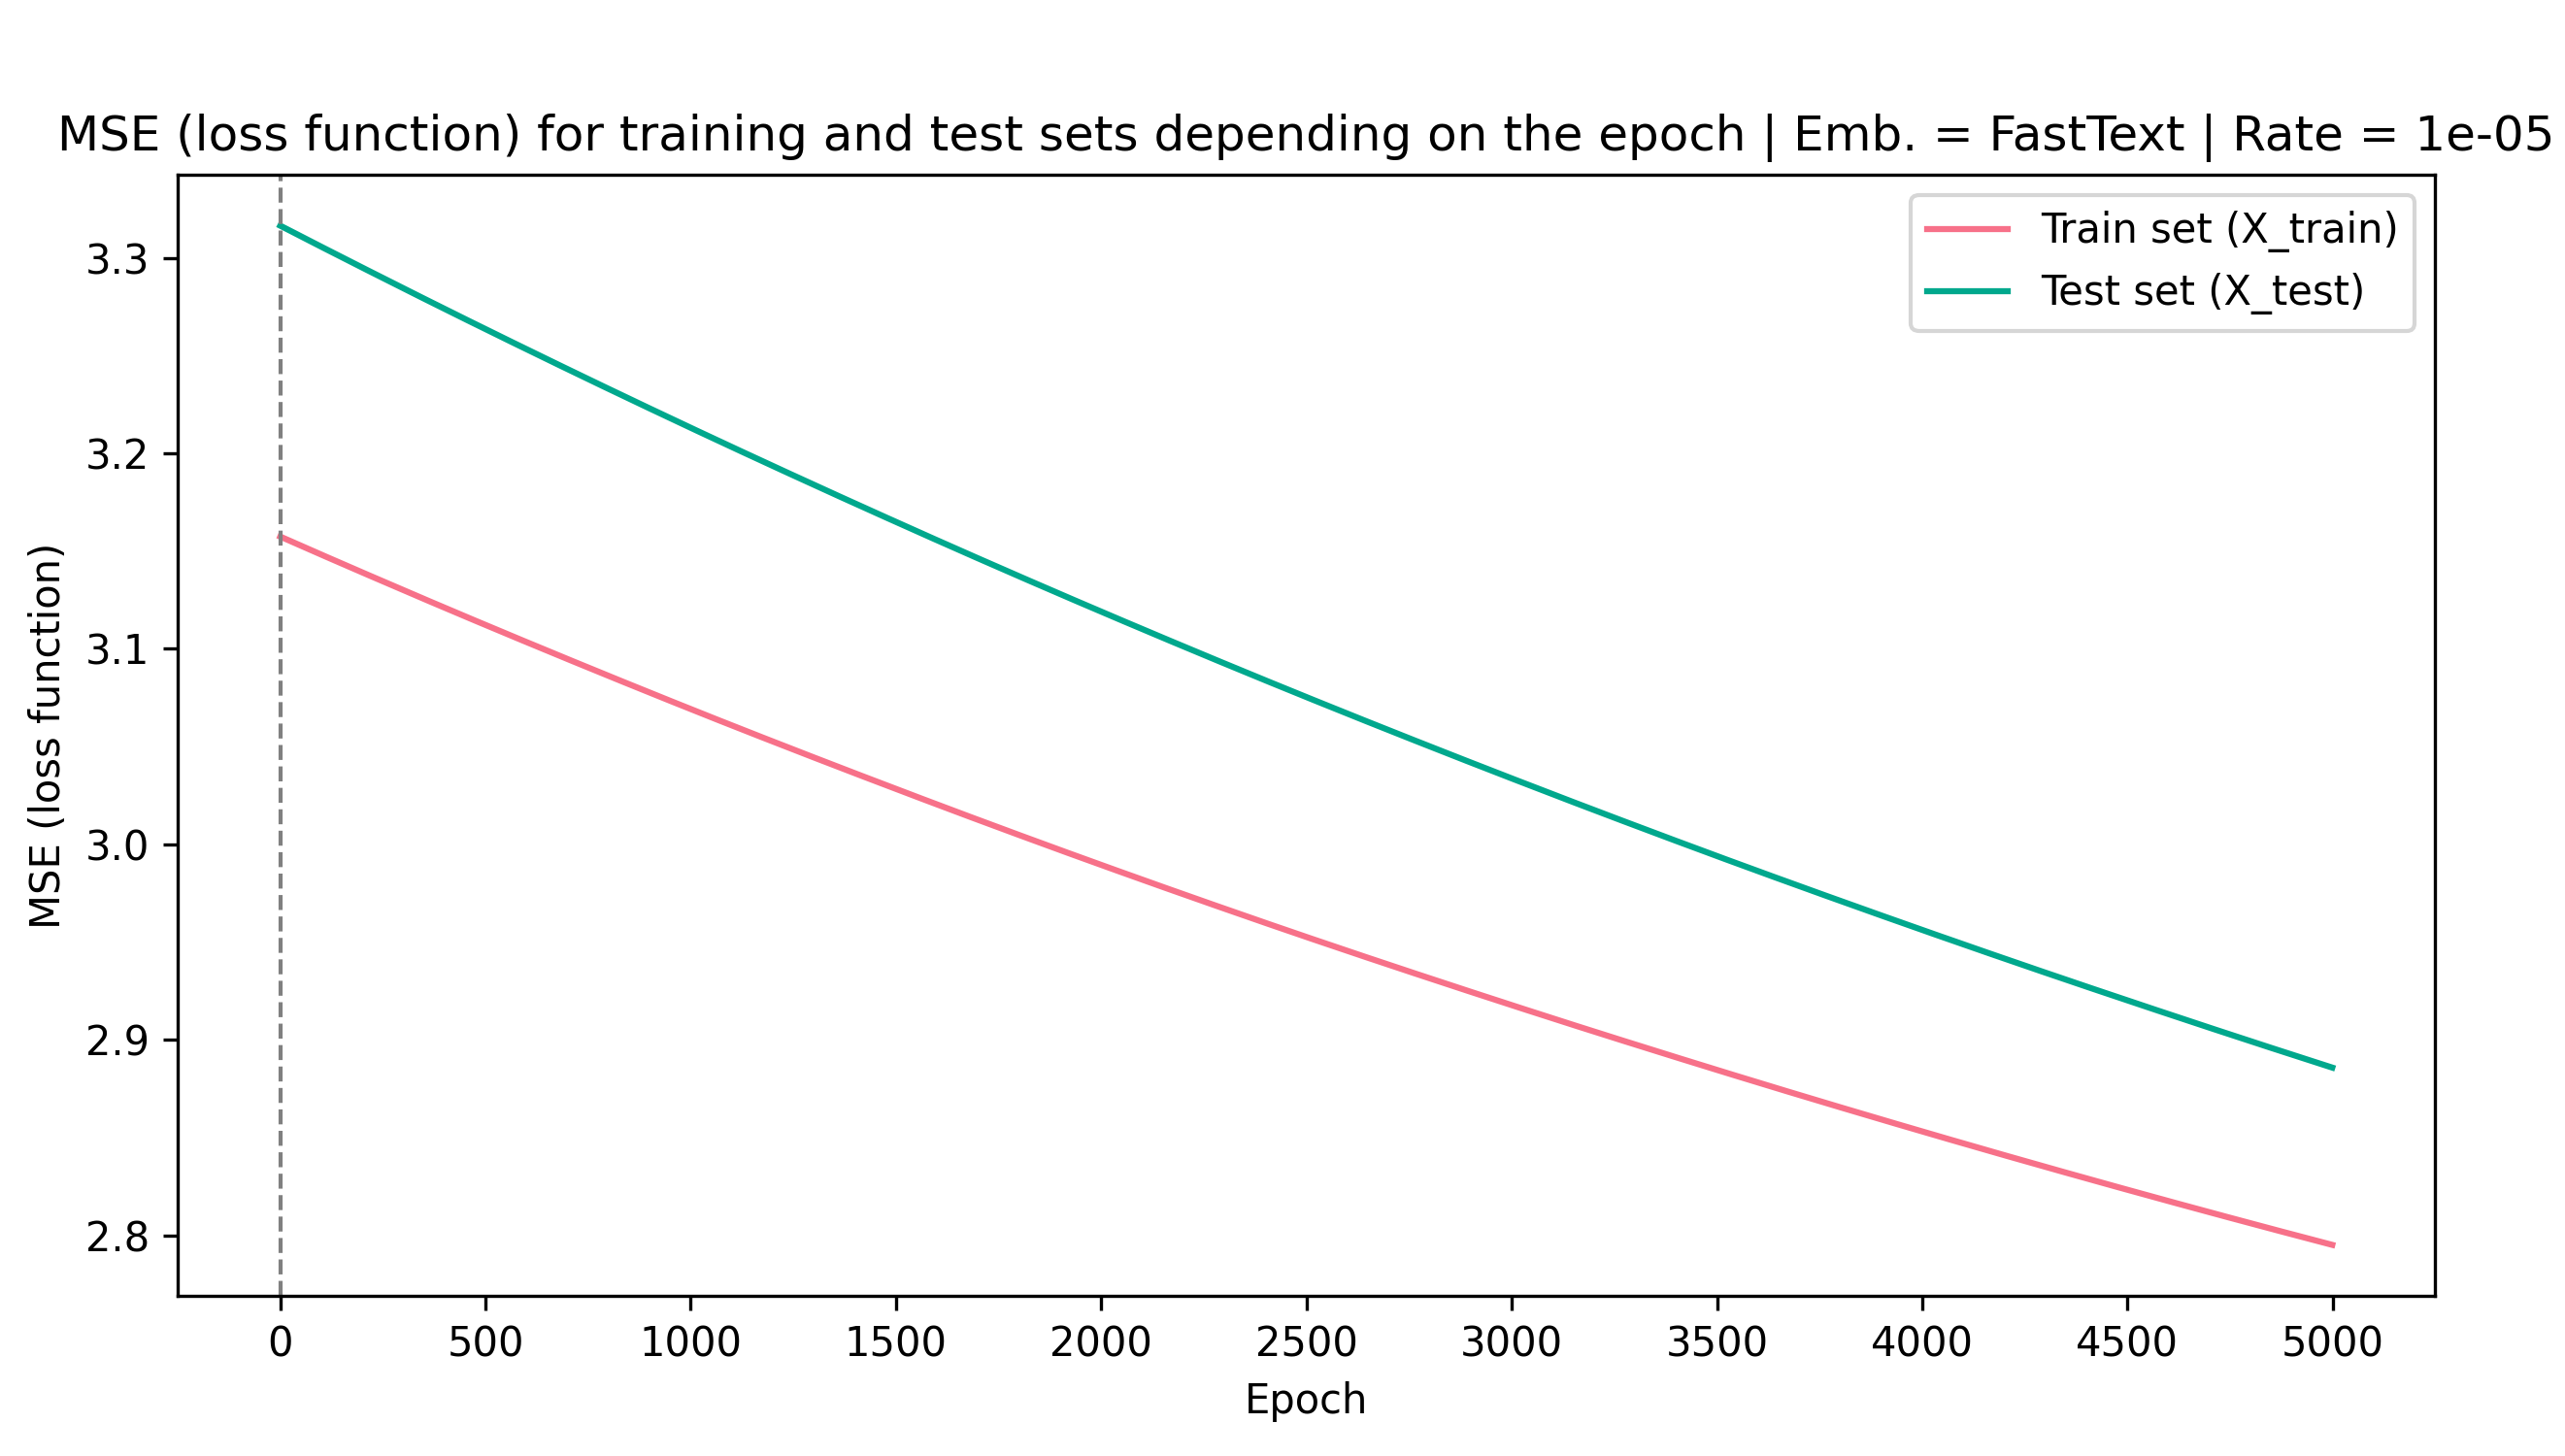 MSE (loss function) for training and test sets depending on the epoch | Emb. = FastText | Rate = 1e-05
Train set (X_train)
Test set (X_test)
MSE (loss function)
3.3
3.2
3.1
3.0
2.9
2.8
0 500 1000 1500 2000 2500 3000 3500 4000 4500 5000
Epoch